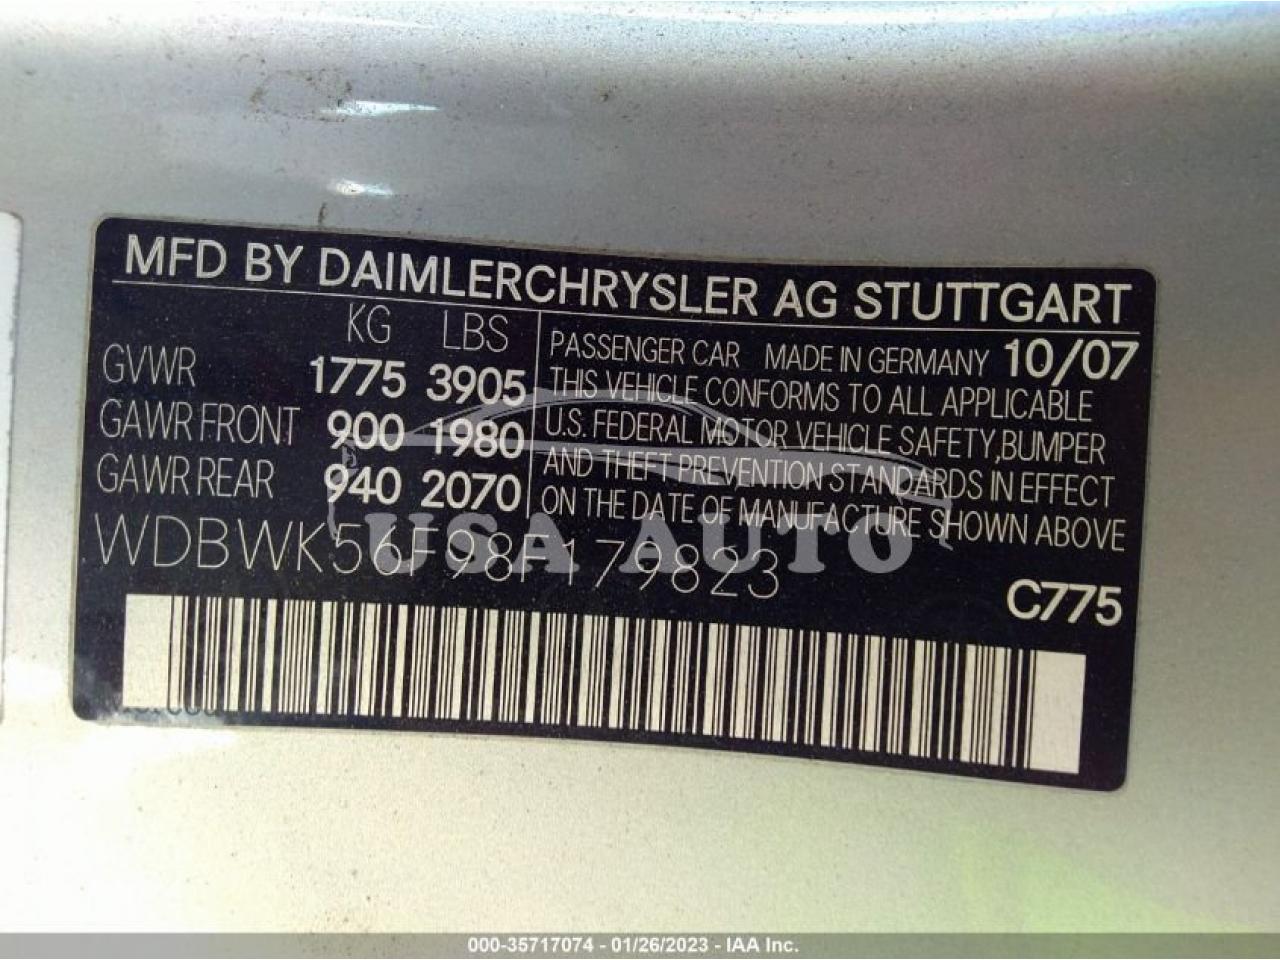 MFD BY DAIMLERCHRYSLER AG STUTTGART
KG LBS
GVWR 1775 3905
GAWR FRONT 900 1980
GAWR REAR 940 2070
PASSENGER CAR MADE IN GERMANY 10/07
THIS VEHICLE CONFORMS TO ALL APPLICABLE
U.S. FEDERAL MOTOR VEHICLE SAFETY,BUMPER
AND THEFT PREVENTION STANDARDS IN EFFECT
ON THE DATE OF MANUFACTURE SHOWN ABOVE
WDBWK56F98F179823
USA AUTO
C775
000-35717074 - 01/26/2023 - IAA Inc.